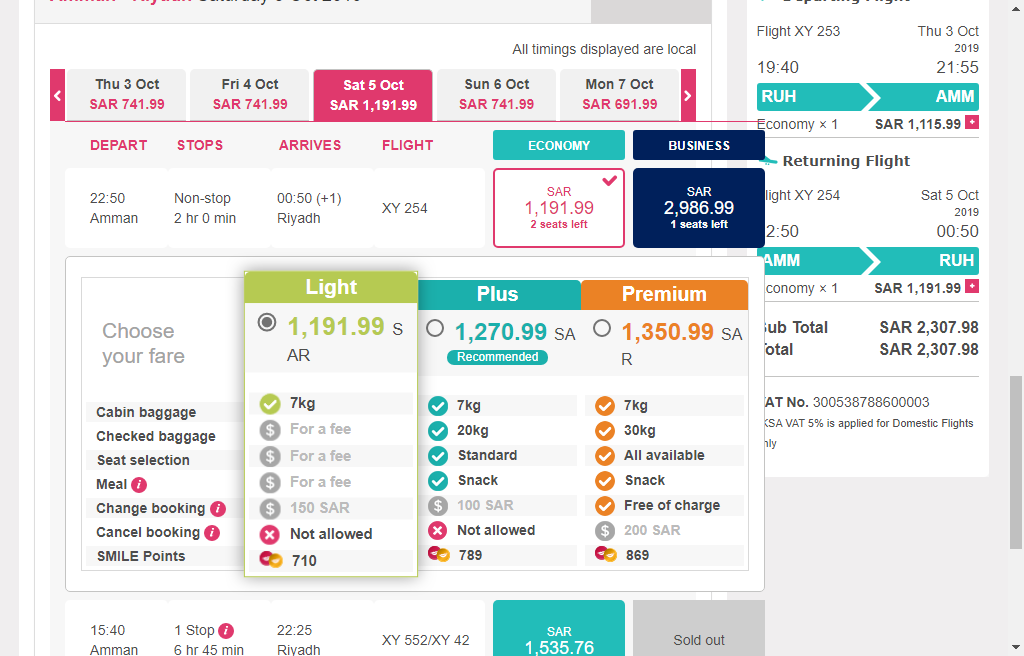 All timings displayed are local
Thu 3 Oct
SAR 741.99
Fri 4 Oct
SAR 741.99
Sat 5 Oct
SAR 1,191.99
Sun 6 Oct
SAR 741.99
Mon 7 Oct
SAR 691.99
DEPART STOPS ARRIVES FLIGHT ECONOMY BUSINESS
22:50
Amman
Non-stop
2 hr 0 min
00:50 (+1)
Riyadh
XY 254
SAR
1,191.99
2 seats left
SAR
2,986.99
1 seats left
Choose
your fare
Cabin baggage
Checked baggage
Seat selection
Meal i
Change booking i
Cancel booking i
SMILE Points
Light
1,191.99 S
AR
7kg
$ For a fee
$ For a fee
$ For a fee
$ 150 SAR
Not allowed
710
Plus
1,270.99 SA
Recommended
7kg
20kg
Standard
Snack
$ 100 SAR
Not allowed
789
Premium
1,350.99 SA
R
7kg
30kg
All available
Snack
Free of charge
$ 200 SAR
869
15:40
Amman
1 Stop i
6 hr 45 min
22:25
Riyadh
XY 552/XY 42
SAR
1,535.76
Sold out
Flight XY 253 Thu 3 Oct
2019
19:40 21:55
RUH AMM
Economy × 1 SAR 1,115.99 +
Returning Flight
light XY 254 Sat 5 Oct
2019
2:50 00:50
AMM RUH
conomy × 1 SAR 1,191.99 +
ub Total SAR 2,307.98
otal SAR 2,307.98
AT No. 300538788600003
KSA VAT 5% is applied for Domestic Flights
nly